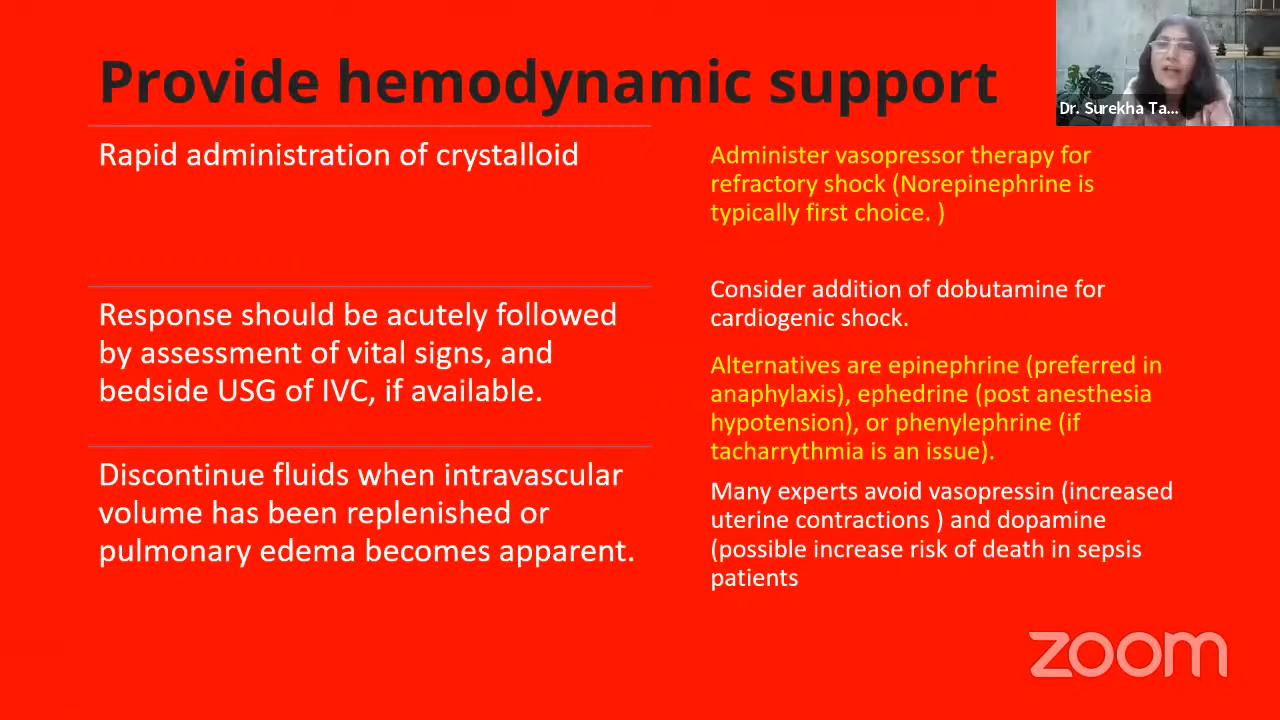 Provide hemodynamic support
Dr. Surekha Ta...
Rapid administration of crystalloid
Response should be acutely followed
by assessment of vital signs, and
bedside USG of IVC, if available.
Discontinue fluids when intravascular
volume has been replenished or
pulmonary edema becomes apparent.
Administer vasopressor therapy for
refractory shock (Norepinephrine is
typically first choice. )
Consider addition of dobutamine for
cardiogenic shock.
Alternatives are epinephrine (preferred in
anaphylaxis), ephedrine (post anesthesia
hypotension), or phenylephrine (if
tacharrythmia is an issue).
Many experts avoid vasopressin (increased
uterine contractions ) and dopamine
(possible increase risk of death in sepsis
patients
zoom